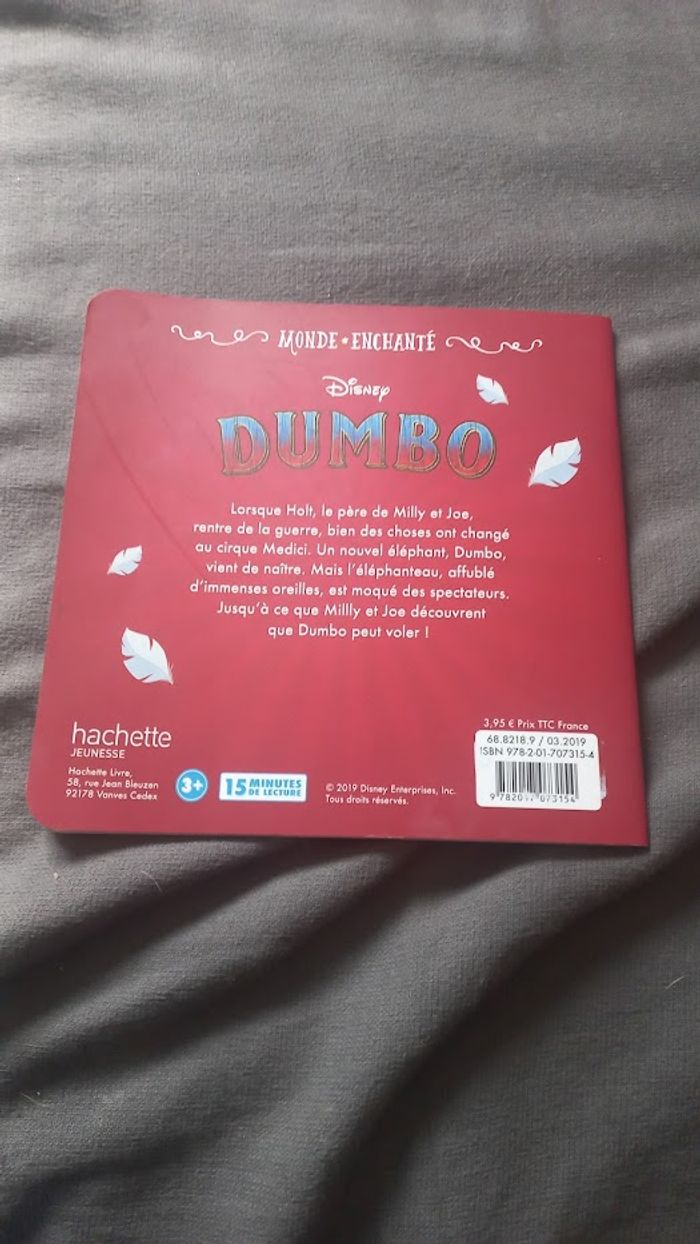 MONDE ★ ENCHANTÉ
Disney
DUMBO
Lorsque Holt, le père de Milly et Joe,
rentre de la guerre, bien des choses ont changé
au cirque Medici. Un nouvel éléphant, Dumbo,
vient de naître. Mais l'éléphanteau, affublé
d'immenses oreilles, est moqué des spectateurs.
Jusqu'à ce que Millly et Joe découvrent
que Dumbo peut voler !
hachette
JEUNESSE
Hachette Livre,
58, rue Jean Bleuzen
92178 Vanves Cedex
3+
15 MINUTES
DE LECTURE
© 2019 Disney Enterprises, Inc.
Tous droits réservés.
3,95 € Prix TTC France
68.8218.9 / 03.2019
ISBN 978-2-01-707315-4
9 782017 073154